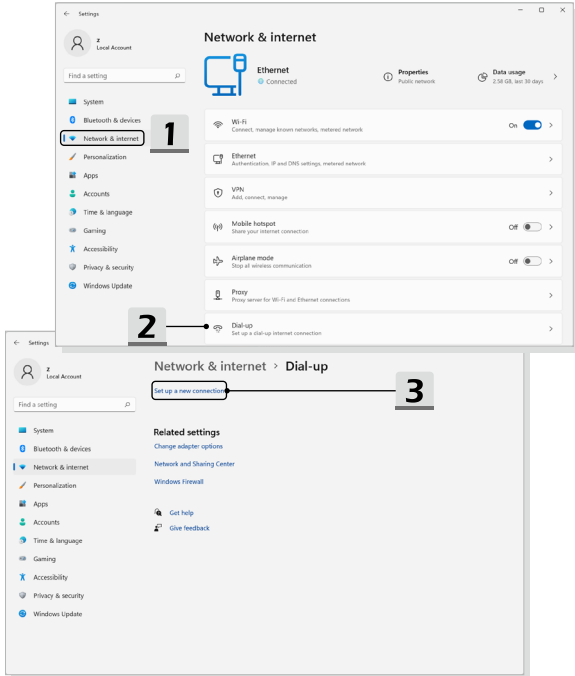 ← Settings
z
Local Account
Find a setting
System
Bluetooth & devices
Network & internet
Personalization
Apps
Accounts
Time & language
Gaming
Accessibility
Privacy & security
Windows Update
1
Network & internet
Ethernet
Connected
Properties
Public network
Data usage
2.58 GB, last 30 days
Wi-Fi
Connect, manage known networks, metered network
On
Ethernet
Authentication, IP and DNS settings, metered network
VPN
Add, connect, manage
Mobile hotspot
Share your internet connection
Off
Airplane mode
Stop all wireless communication
Off
Proxy
Proxy server for Wi-Fi and Ethernet connections
2
Dial-up
Set up a dial-up internet connection
← Settings
z
Local Account
Find a setting
System
Bluetooth & devices
Network & internet
Personalization
Apps
Accounts
Time & language
Gaming
Accessibility
Privacy & security
Windows Update
Network & internet > Dial-up
Set up a new connection
3
Related settings
Change adapter options
Network and Sharing Center
Windows Firewall
Get help
Give feedback